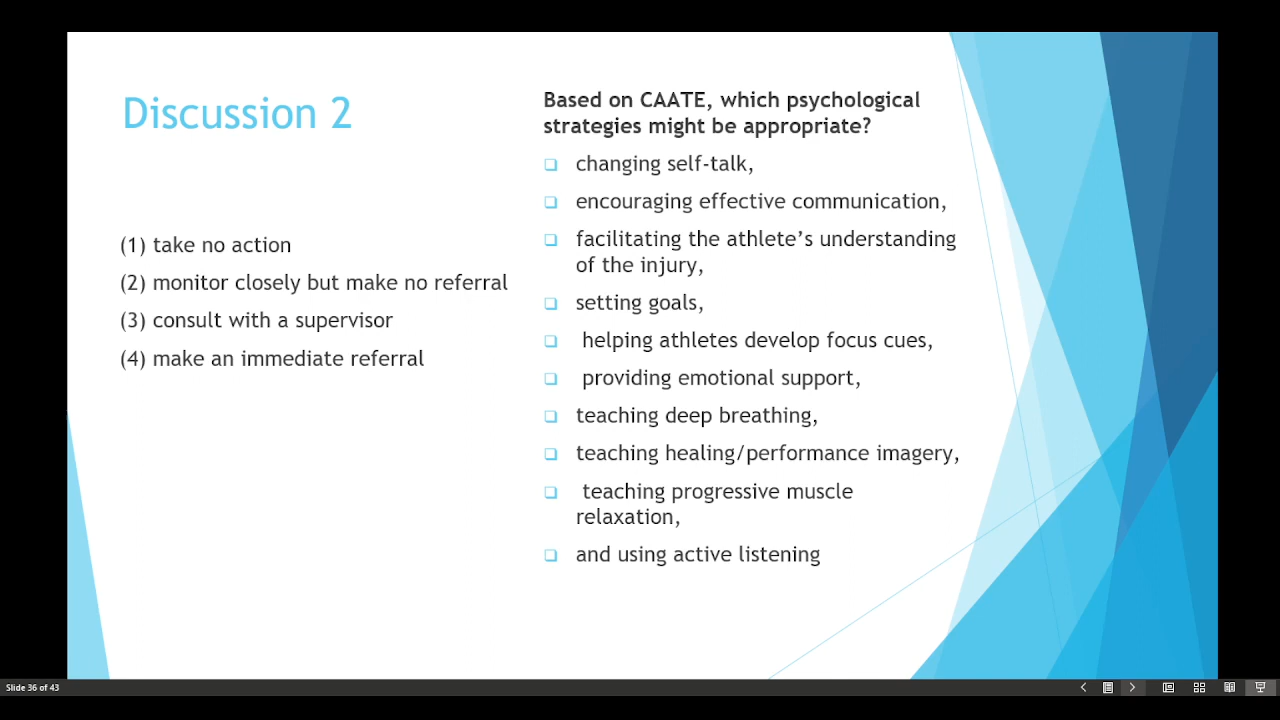 Discussion 2
(1) take no action
(2) monitor closely but make no referral
(3) consult with a supervisor
(4) make an immediate referral
Based on CAATE, which psychological
strategies might be appropriate?
changing self-talk,
encouraging effective communication,
facilitating the athlete's understanding
of the injury,
setting goals,
helping athletes develop focus cues,
providing emotional support,
teaching deep breathing,
teaching healing/performance imagery,
teaching progressive muscle
relaxation,
and using active listening
Slide 36 of 43